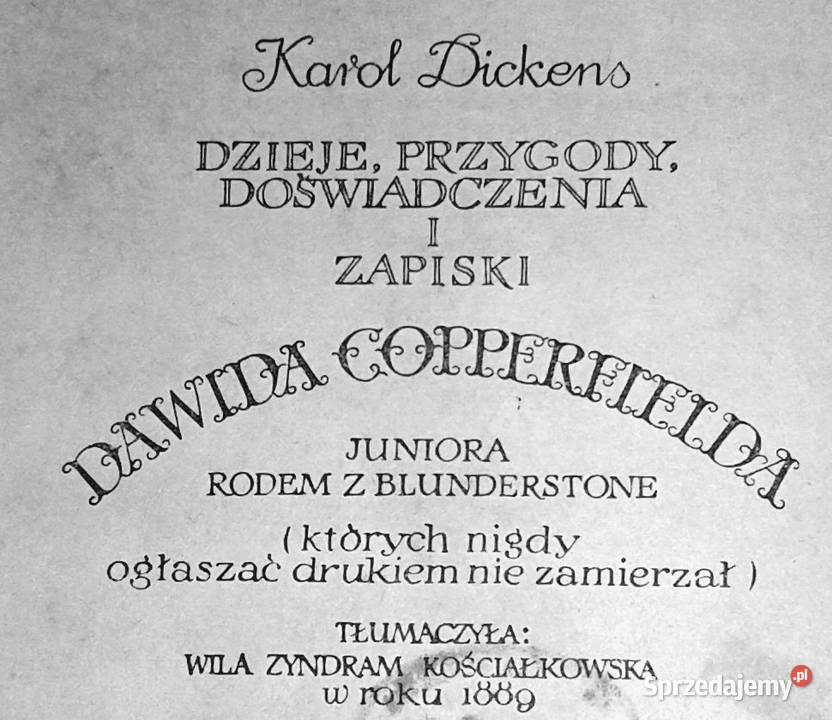 Karol Dickens
DZIEJE, PRZYGODY,
DOŚWIADCZENIA
I
ZAPISKI
DAWIDA COPPERFIELDA
JUNIORA
RODEM Z BLUNDERSTONE
(których nigdy
ogłaszać drukiem nie zamierzał)
TŁUMACZYŁA:
WILA ZYNDRAM KOŚCIAŁKOWSKA
w roku 1889
Sprzedajemy.pl